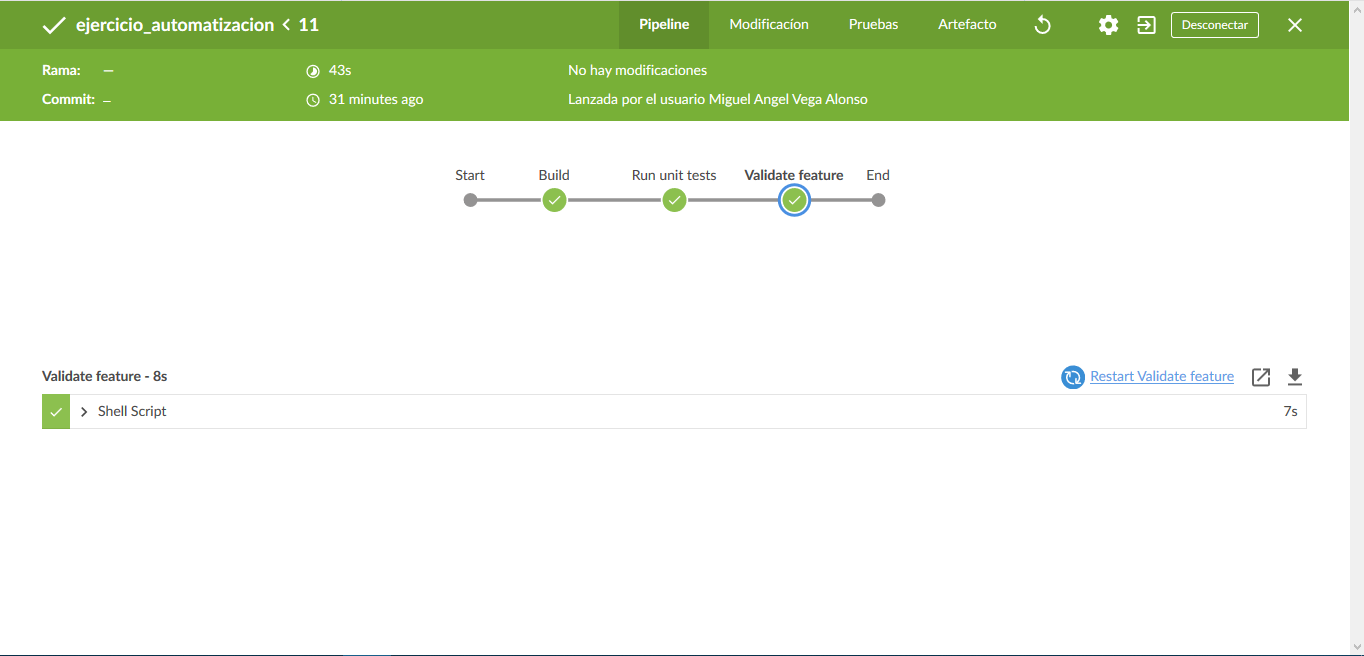 ejercicio_automatizacion < 11 Pipeline Modificacíon Pruebas Artefacto Desconectar
Rama: — 43s No hay modificaciones
Commit: — 31 minutes ago Lanzada por el usuario Miguel Angel Vega Alonso
Start Build Run unit tests Validate feature End
Validate feature - 8s Restart Validate feature
Shell Script 7s